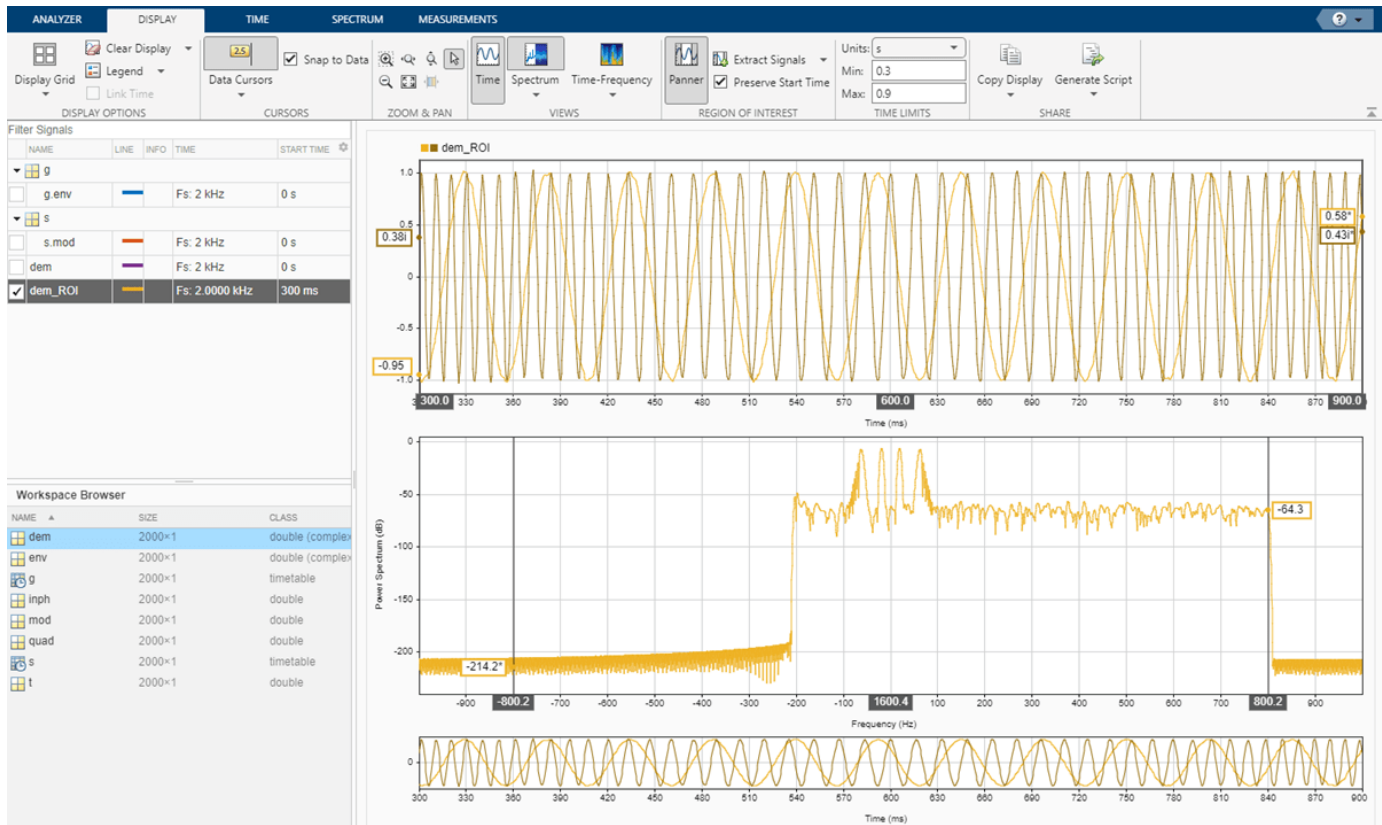 ANALYZER DISPLAY TIME SPECTRUM MEASUREMENTS ?
Display Grid
Clear Display
Legend
Link Time
DISPLAY OPTIONS
2.5
Data Cursors
Snap to Data
CURSORS
ZOOM & PAN
Time Spectrum Time-Frequency
VIEWS
Panner
Extract Signals
Preserve Start Time
REGION OF INTEREST
Units: s
Min: 0.3
Max: 0.9
TIME LIMITS
Copy Display Generate Script
SHARE
Filter Signals
NAME LINE INFO TIME START TIME
g
g.env Fs: 2 kHz 0 s
s
s.mod Fs: 2 kHz 0 s
dem Fs: 2 kHz 0 s
dem_ROI Fs: 2.0000 kHz 300 ms
Workspace Browser
NAME SIZE CLASS
dem 2000×1 double (complex
env 2000×1 double (complex
g 2000×1 timetable
inph 2000×1 double
mod 2000×1 double
quad 2000×1 double
s 2000×1 timetable
t 2000×1 double
dem_ROI
1.0
0.5
0
-0.5
-1.0
0.38i
-0.95
0.58*
0.43i*
300.0 330 360 390 420 450 480 510 540 570 600.0 630 660 690 720 750 780 810 840 870 900.0
Time (ms)
Power Spectrum (dB)
0
-50
-100
-150
-200
-64.3
-214.2*
-900 -800.2 -700 -600 -500 -400 -300 -200 -100 1600.4 100 200 300 400 500 600 700 800.2 900
Frequency (Hz)
0
300 330 360 390 420 450 480 510 540 570 600 630 660 690 720 750 780 810 840 870 900
Time (ms)